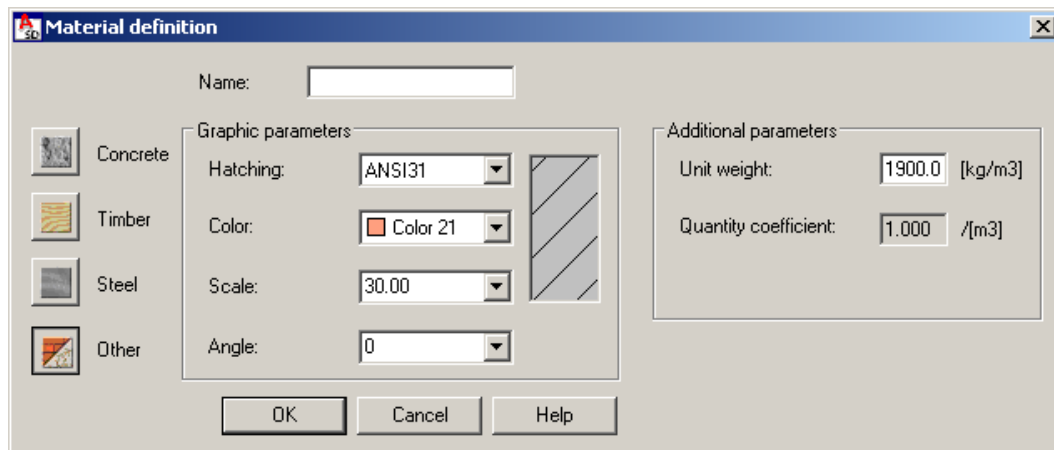 Material definition
Name:
Graphic parameters
Additional parameters
Concrete
Hatching:
ANSI31
Unit weight:
1900.0
[kg/m3]
Timber
Color:
Color 21
Quantity coefficient:
1.000
/[m3]
Steel
Scale:
30.00
Other
Angle:
0
OK
Cancel
Help